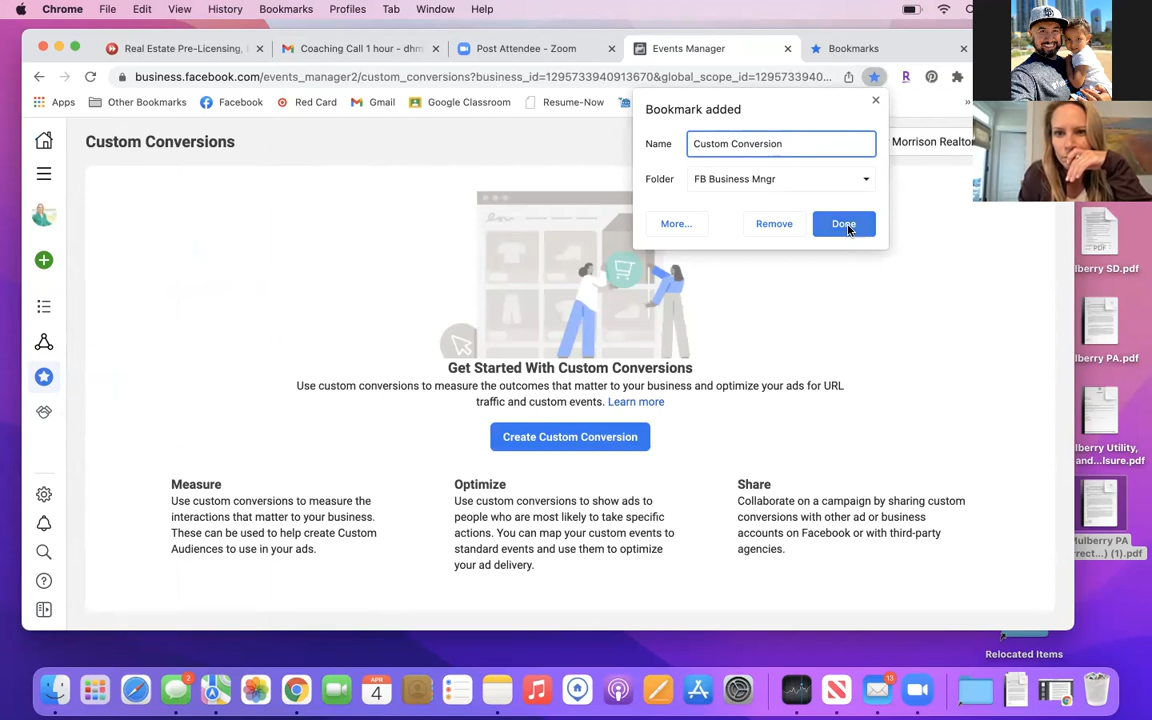 Chrome File Edit View History Bookmarks Profiles Tab Window Help
Real Estate Pre-Licensing, Coaching Call 1 hour - dhm Post Attendee - Zoom Events Manager Bookmarks
business.facebook.com/events_manager2/custom_conversions?business_id=1295733940913670&global_scope_id=129573394O...
Apps Other Bookmarks Facebook Red Card Gmail Google Classroom Resume-Now »
Bookmark added
Name Custom Conversion
Folder FB Business Mngr
More... Remove Done
Custom Conversions
Morrison Realtor
Get Started With Custom Conversions
Use custom conversions to measure the outcomes that matter to your business and optimize your ads for URL
traffic and custom events. Learn more
Create Custom Conversion
Measure
Use custom conversions to measure the
interactions that matter to your business.
These can be used to help create Custom
Audiences to use in your ads.
Optimize
Use custom conversions to show ads to
people who are most likely to take specific
actions. You can map your custom events to
standard events and use them to optimize
your ad delivery.
Share
Collaborate on a campaign by sharing custom
conversions with other ad or business
accounts on Facebook or with third-party
agencies.
PDF
lberry SD.pdf
lberry PA.pdf
lberry Utility,
and...lsure.pdf
Mulberry PA
rrect...) (1).pdf
Relocated Items
2
APR
4
13